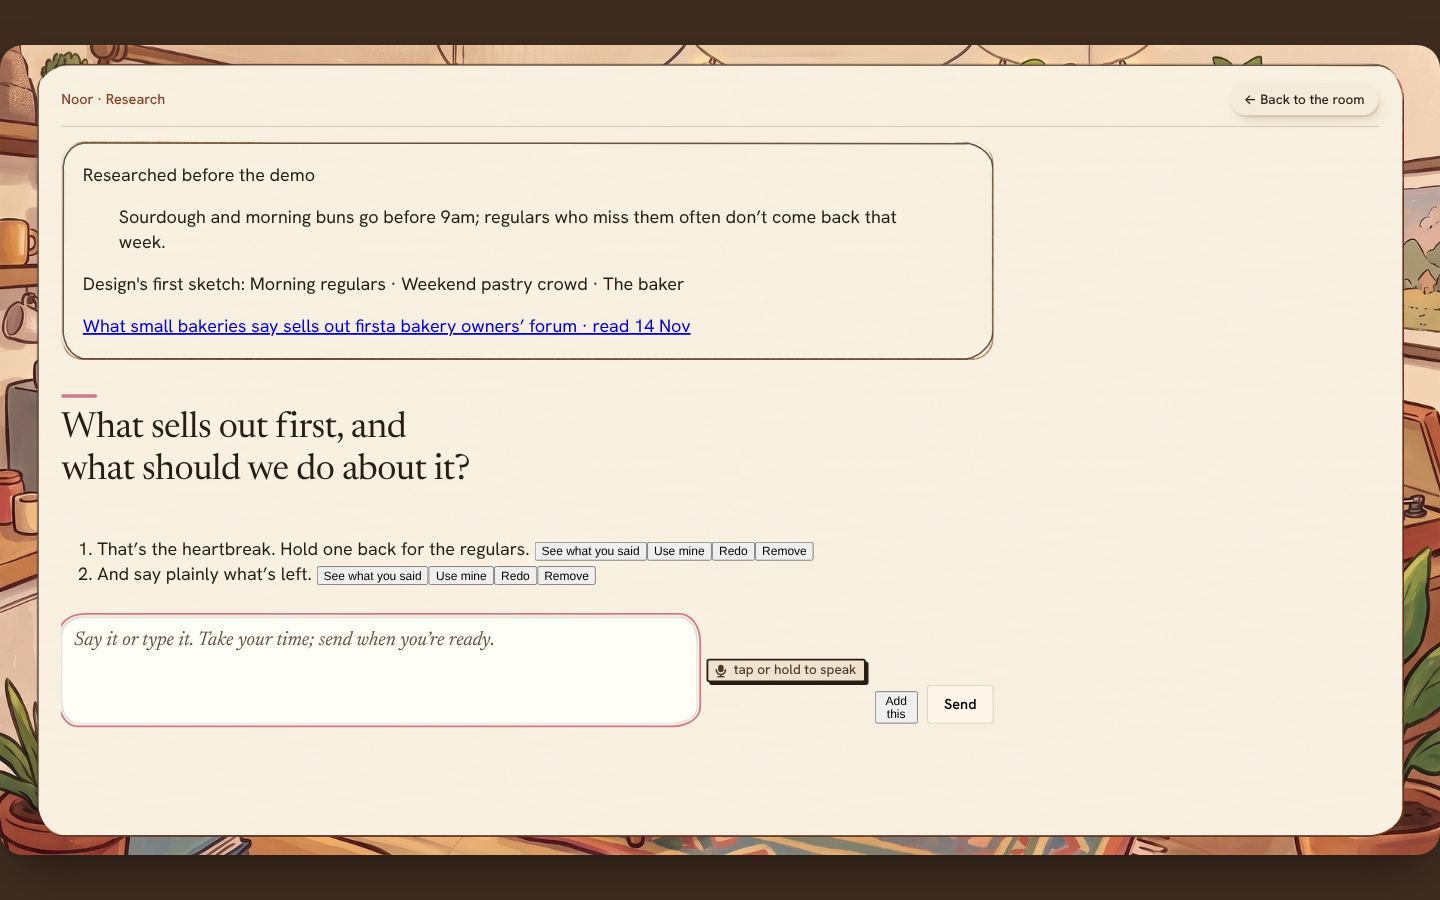 Noor · Research
← Back to the room
Researched before the demo
Sourdough and morning buns go before 9am; regulars who miss them often don’t come back that
week.
Design's first sketch: Morning regulars · Weekend pastry crowd · The baker
What small bakeries say sells out firsta bakery owners’ forum · read 14 Nov
What sells out first, and
what should we do about it?
1. That’s the heartbreak. Hold one back for the regulars. See what you said Use mine Redo Remove
2. And say plainly what’s left. See what you said Use mine Redo Remove
Say it or type it. Take your time; send when you’re ready.
tap or hold to speak
Add
this
Send